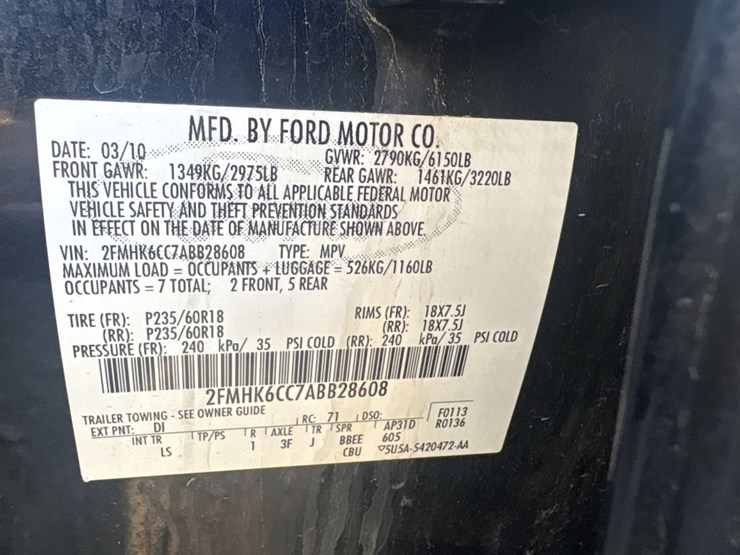 MFD. BY FORD MOTOR CO.
DATE: 03/10 GVWR: 2790KG/6150LB
FRONT GAWR: 1349KG/2975LB REAR GAWR: 1461KG/3220LB
THIS VEHICLE CONFORMS TO ALL APPLICABLE FEDERAL MOTOR
VEHICLE SAFETY AND THEFT PREVENTION STANDARDS
IN EFFECT ON THE DATE OF MANUFACTURE SHOWN ABOVE.
VIN: 2FMHK6CC7ABB28608 TYPE: MPV
MAXIMUM LOAD = OCCUPANTS + LUGGAGE = 526KG/1160LB
OCCUPANTS = 7 TOTAL; 2 FRONT, 5 REAR
TIRE (FR): P235/60R18 RIMS (FR): 18X7.5J
(RR): P235/60R18 (RR): 18X7.5J
PRESSURE (FR): 240 kPa/ 35 PSI COLD (RR): 240 kPa/ 35 PSI COLD
2FMHK6CC7ABB28608
TRAILER TOWING - SEE OWNER GUIDE F0113
EXT PNT: DI RC: 71 DSO: R0136
INT TR TP/PS R AXLE TR SPR AP31D
LS 1 3F J BBEE 605
CBU ▽5U5A-5420472-AA